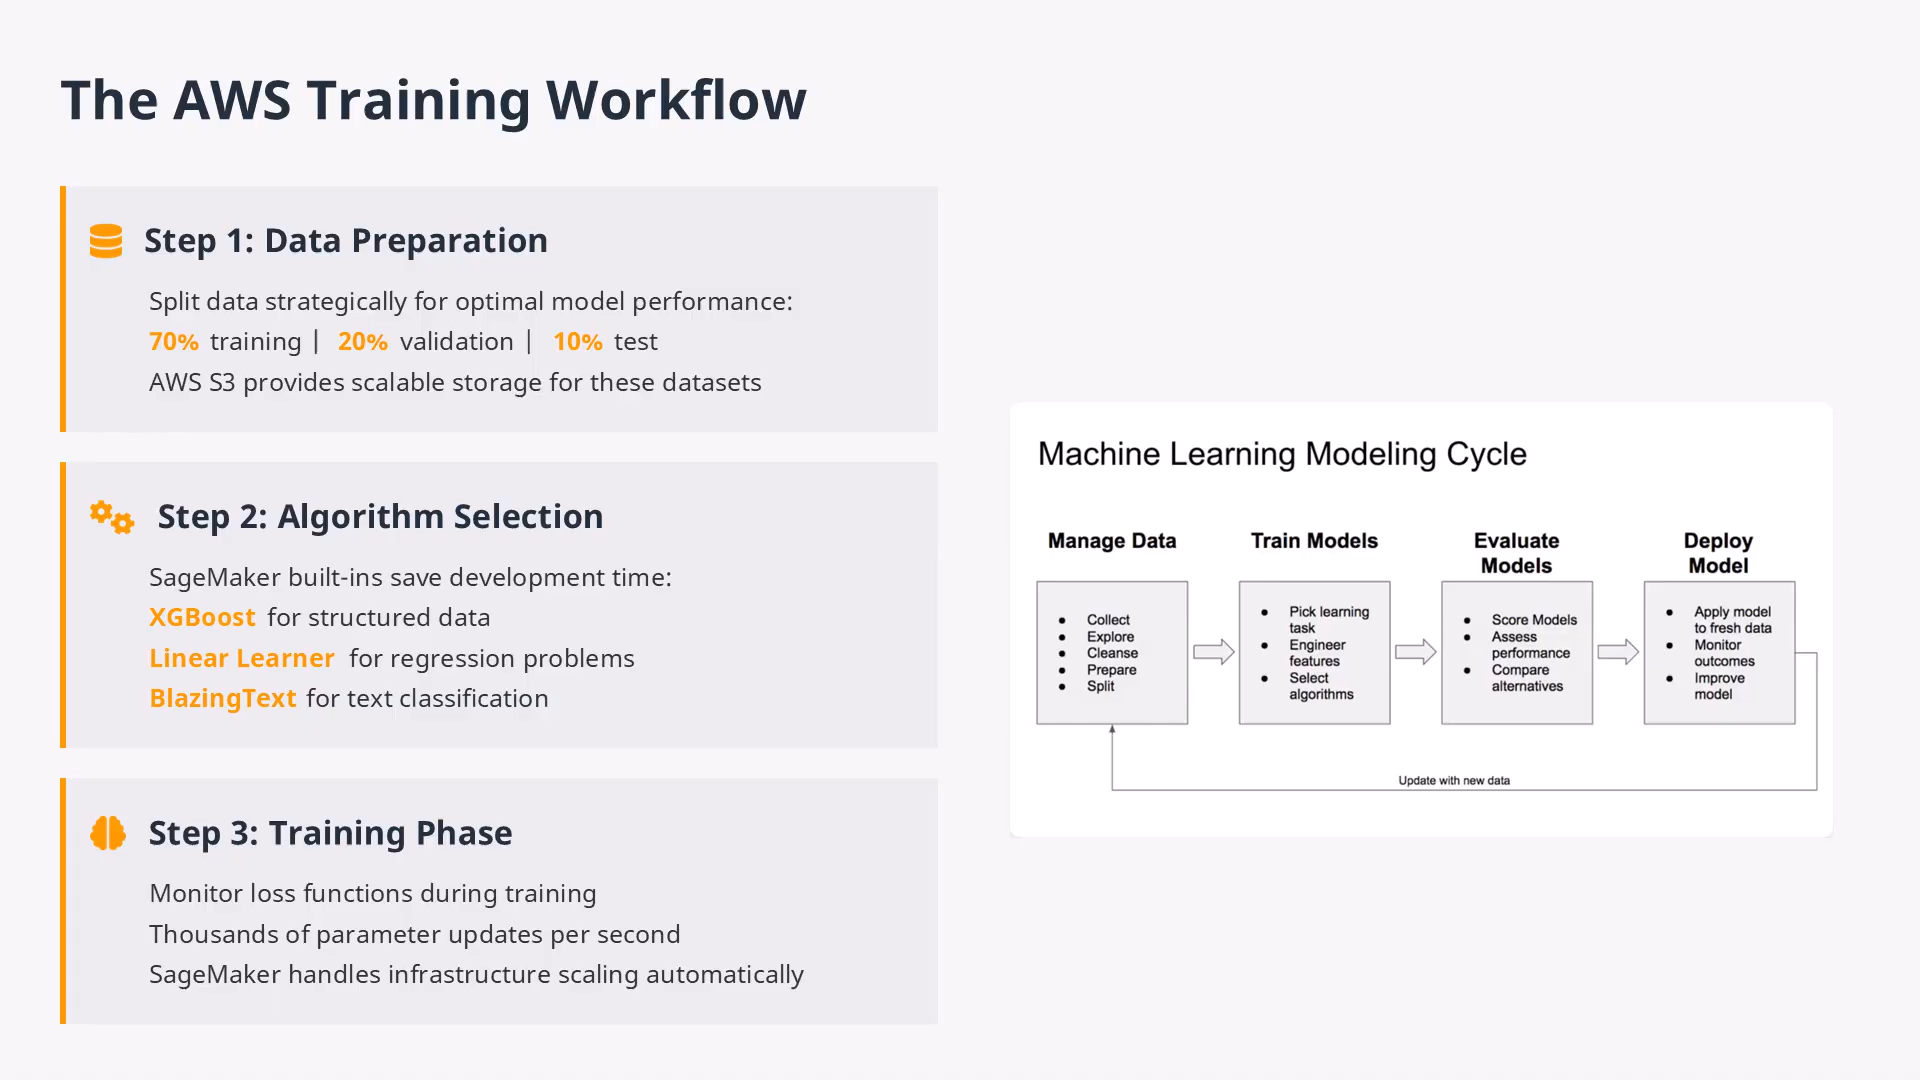 The AWS Training Workflow
Step 1: Data Preparation
Split data strategically for optimal model performance:
70% training | 20% validation | 10% test
AWS S3 provides scalable storage for these datasets
Step 2: Algorithm Selection
SageMaker built-ins save development time:
XGBoost for structured data
Linear Learner for regression problems
BlazingText for text classification
Step 3: Training Phase
Monitor loss functions during training
Thousands of parameter updates per second
SageMaker handles infrastructure scaling automatically
Machine Learning Modeling Cycle
Manage Data
• Collect
• Explore
• Cleanse
• Prepare
• Split
Train Models
• Pick learning
task
• Engineer
features
• Select
algorithms
Evaluate
Models
• Score Models
• Assess
performance
• Compare
alternatives
Deploy
Model
• Apply model
to fresh data
• Monitor
outcomes
• Improve
model
Update with new data